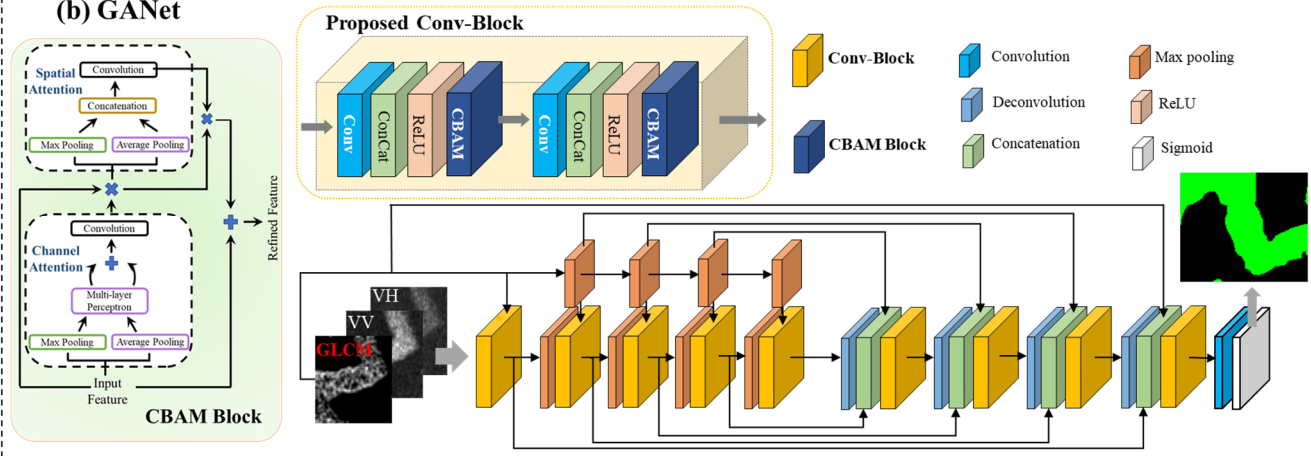 (b) GANet
Spatial
Attention
Convolution
Concatenation
Max Pooling
Average Pooling
Convolution
Channel
Attention
Multi-layer
Perceptron
Max Pooling
Average Pooling
Input
Feature
Refined Feature
CBAM Block
Proposed Conv-Block
Conv
ConCat
ReLU
CBAM
Conv
ConCat
ReLU
CBAM
Conv-Block
CBAM Block
Convolution
Deconvolution
Concatenation
Max pooling
ReLU
Sigmoid
VH
VV
GLCM